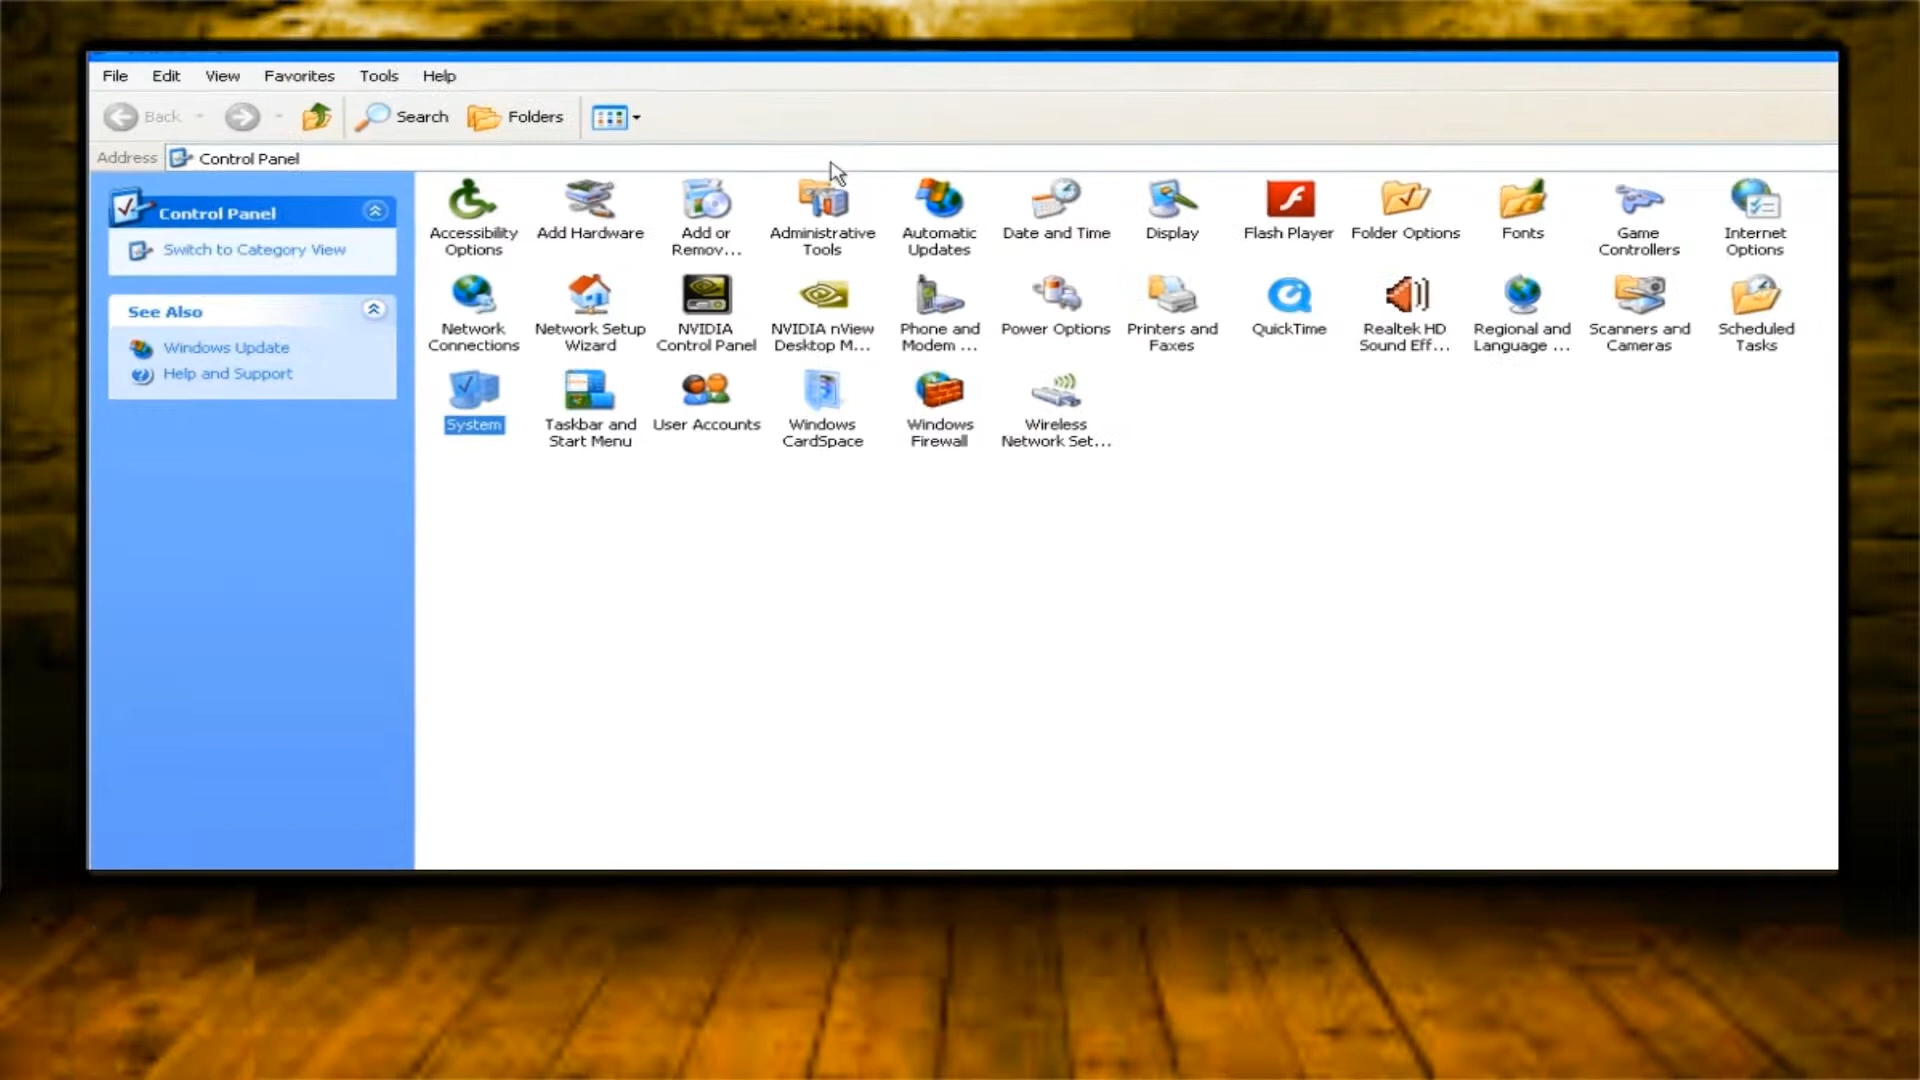 File Edit View Favorites Tools Help
Back Search Folders
Address Control Panel
Control Panel
Switch to Category View
See Also
Windows Update
Help and Support
Accessibility Options
Add Hardware
Add or Remov...
Administrative Tools
Automatic Updates
Date and Time
Display
Flash Player
Folder Options
Fonts
Game Controllers
Internet Options
Network Connections
Network Setup Wizard
NVIDIA Control Panel
NVIDIA nView Desktop M...
Phone and Modem ...
Power Options
Printers and Faxes
QuickTime
Realtek HD Sound Eff...
Regional and Language ...
Scanners and Cameras
Scheduled Tasks
System
Taskbar and Start Menu
User Accounts
Windows CardSpace
Windows Firewall
Wireless Network Set...